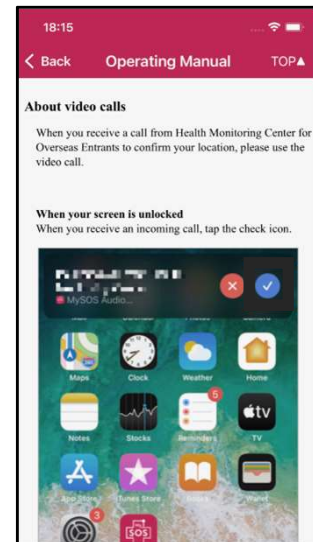 18:15
Back Operating Manual TOP▲
About video calls
When you receive a call from Health Monitoring Center for
Overseas Entrants to confirm your location, please use the
video call.
When your screen is unlocked
When you receive an incoming call, tap the check icon.
MySOS Audio...
Maps Clock Weather Home
5
tv
Notes Stocks Reminders TV
App Store iTunes Store Books Wallet
3
SOS